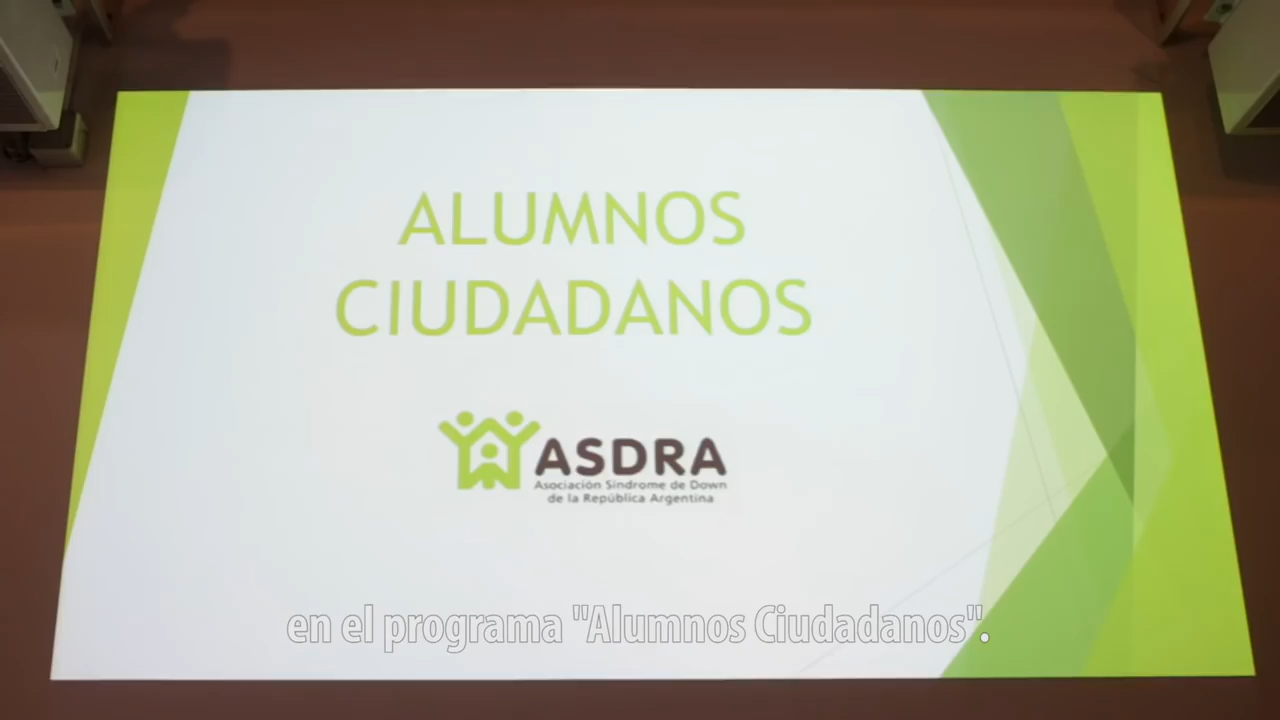 ALUMNOS
CIUDADANOS
ASDRA
Asociación Síndrome de Down
de la República Argentina
en el programa "Alumnos Ciudadanos".